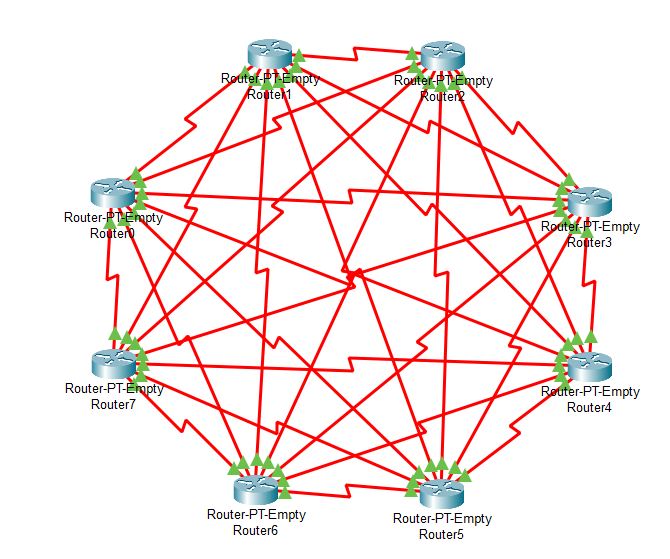 Router-PT-Empty
Router1
Router-PT-Empty
Router2
Router-PT-Empty
Router0
Router-PT-Empty
Router3
Router-PT-Empty
Router7
Router-PT-Empty
Router4
Router-PT-Empty
Router6
Router-PT-Empty
Router5